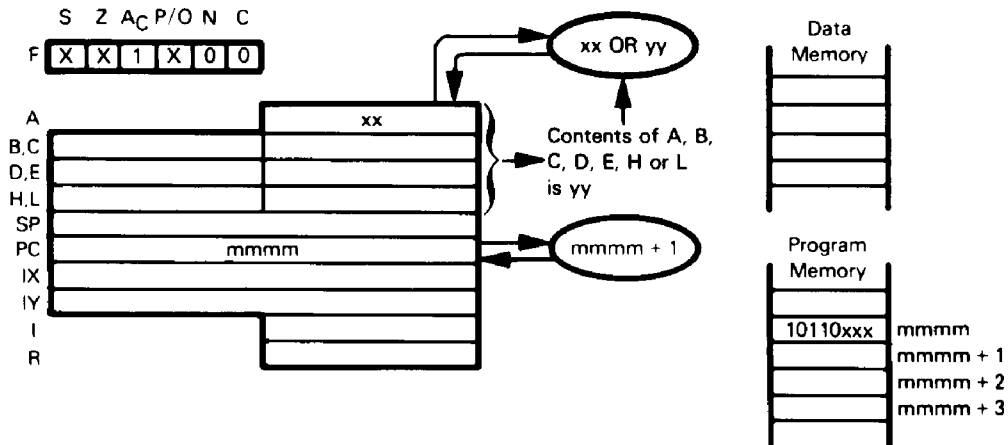 S Z AC P/O N C
F X X 1 X 0 0
A xx
B,C
D,E
H,L
SP
PC mmmm
IX
IY
I
R
xx OR yy
Contents of A, B,
C, D, E, H or L
is yy
mmmm + 1
Data
Memory
Program
Memory
10110xxx mmmm
mmmm + 1
mmmm + 2
mmmm + 3